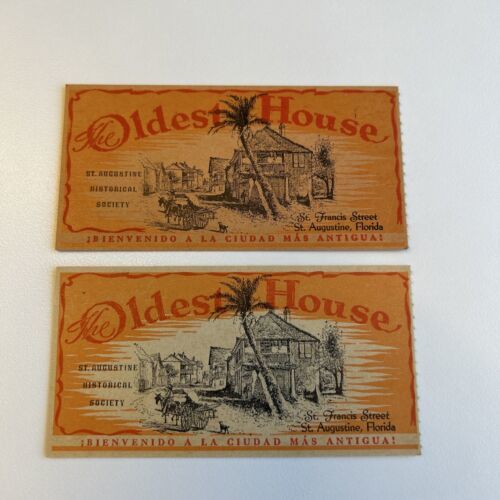 The Oldest House
ST. AUGUSTINE
HISTORICAL
SOCIETY
St. Francis Street
St. Augustine, Florida
¡BIENVENIDO A LA CIUDAD MÁS ANTIGUA!
The Oldest House
ST. AUGUSTINE
HISTORICAL
SOCIETY
St. Francis Street
St. Augustine, Florida
¡BIENVENIDO A LA CIUDAD MÁS ANTIGUA!